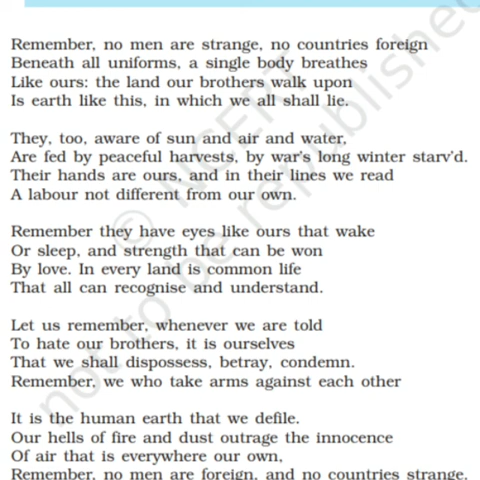 Remember, no men are strange, no countries foreign
Beneath all uniforms, a single body breathes
Like ours: the land our brothers walk upon
Is earth like this, in which we all shall lie.
They, too, aware of sun and air and water,
Are fed by peaceful harvests, by war's long winter starv'd.
Their hands are ours, and in their lines we read
A labour not different from our own.
Remember they have eyes like ours that wake
Or sleep, and strength that can be won
By love. In every land is common life
That all can recognise and understand.
Let us remember, whenever we are told
To hate our brothers, it is ourselves
That we shall dispossess, betray, condemn.
Remember, we who take arms against each other
It is the human earth that we defile.
Our hells of fire and dust outrage the innocence
Of air that is everywhere our own,
Remember, no men are foreign, and no countries strange.
© NCERT
not to be republished